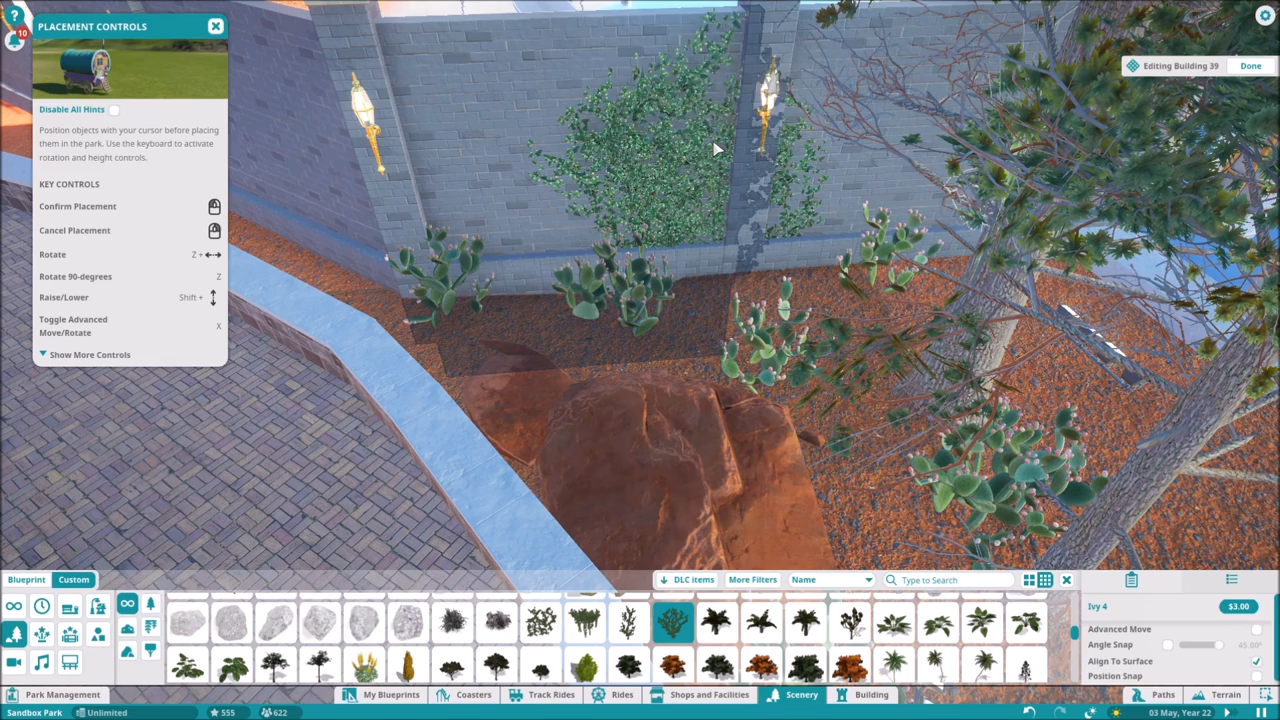 ?
10
PLACEMENT CONTROLS
Disable All Hints
Position objects with your cursor before placing
them in the park. Use the keyboard to activate
rotation and height controls.
KEY CONTROLS
Confirm Placement
Cancel Placement
Rotate Z +
Rotate 90-degrees Z
Raise/Lower Shift +
Toggle Advanced
Move/Rotate X
Show More Controls
Editing Building 39 Done
Blueprint Custom
DLC items More Filters Name Type to Search
Ivy 4 $3.00
Advanced Move
Angle Snap 45.00°
Align To Surface
Position Snap
Park Management My Blueprints Coasters Track Rides Rides Shops and Facilities Scenery Building Paths Terrain
Sandbox Park Unlimited 555 622 03 May, Year 22